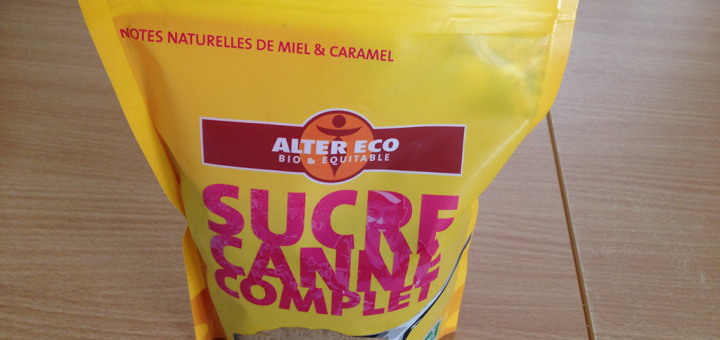 NOTES NATURELLES DE MIEL & CARAMEL
ALTER ECO
BIO & EQUITABLE
SUCRE
CANNE
COMPLET